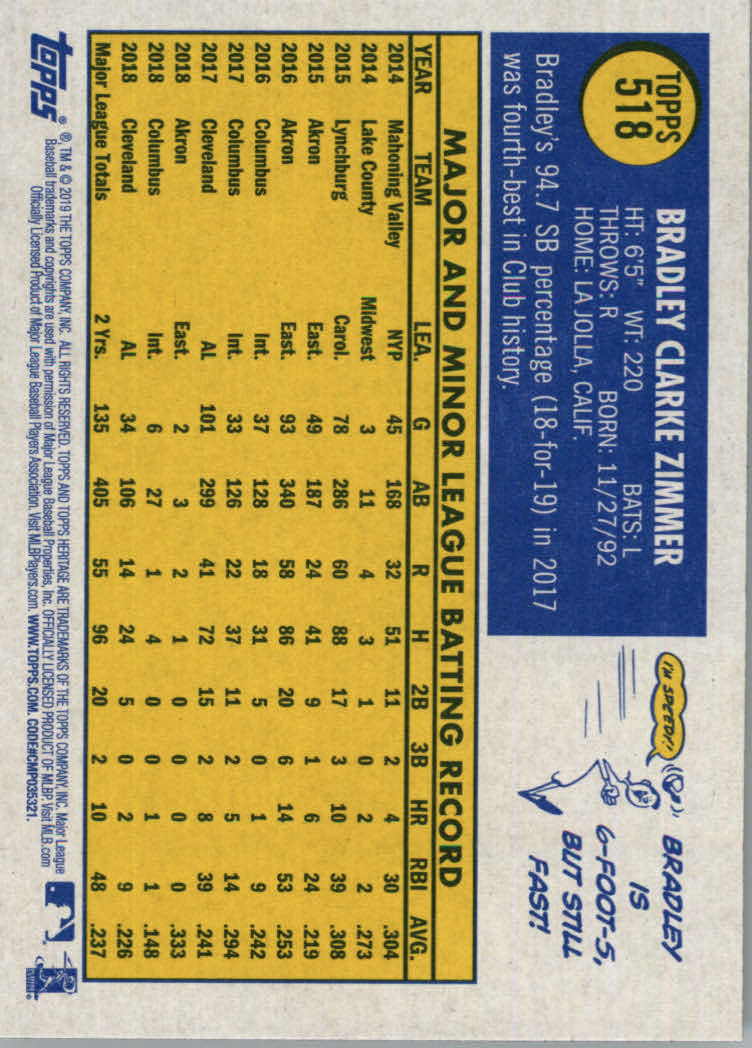 TOPPS
518
BRADLEY CLARKE ZIMMER
HT: 6'5" WT: 220 BATS: L
THROWS: R BORN: 11/27/92
HOME: LA JOLLA, CALIF.
Bradley's 94.7 SB percentage (18-for-19) in 2017
was fourth-best in Club history.
I'M SPEEDY!
BRADLEY
IS
6-FOOT-5,
BUT STILL
FAST!
MAJOR AND MINOR LEAGUE BATTING RECORD
YEAR TEAM LEA. G AB R H 2B 3B HR RBI AVG.
2014 Mahoning Valley NYP 45 168 32 51 11 2 4 30 .304
2014 Lake County Midwest 3 11 4 3 1 0 2 2 .273
2015 Lynchburg Carol. 78 286 60 88 17 3 10 39 .308
2015 Akron East. 49 187 24 41 9 1 6 24 .219
2016 Akron East. 93 340 58 86 20 6 14 53 .253
2016 Columbus Int. 37 128 18 31 5 0 1 9 .242
2017 Columbus Int. 33 126 22 37 11 2 5 14 .294
2017 Cleveland AL 101 299 41 72 15 2 8 39 .241
2018 Akron East. 2 3 2 1 0 0 0 0 .333
2018 Columbus Int. 6 27 1 4 0 0 1 1 .148
2018 Cleveland AL 34 106 14 24 5 0 2 9 .226
Major League Totals 2 Yrs. 135 405 55 96 20 2 10 48 .237
topps®
®, TM & © 2019 THE TOPPS COMPANY, INC. ALL RIGHTS RESERVED. TOPPS AND TOPPS HERITAGE ARE TRADEMARKS OF THE TOPPS COMPANY, INC. Major League
Baseball trademarks and copyrights are used with permission of Major League Baseball Properties, Inc. OFFICIALLY LICENSED PRODUCT OF MLBP. Visit MLB.com
Officially Licensed Product of Major League Baseball Players Association. Visit MLBPlayers.com. WWW.TOPPS.COM. CODE#CMP035321.